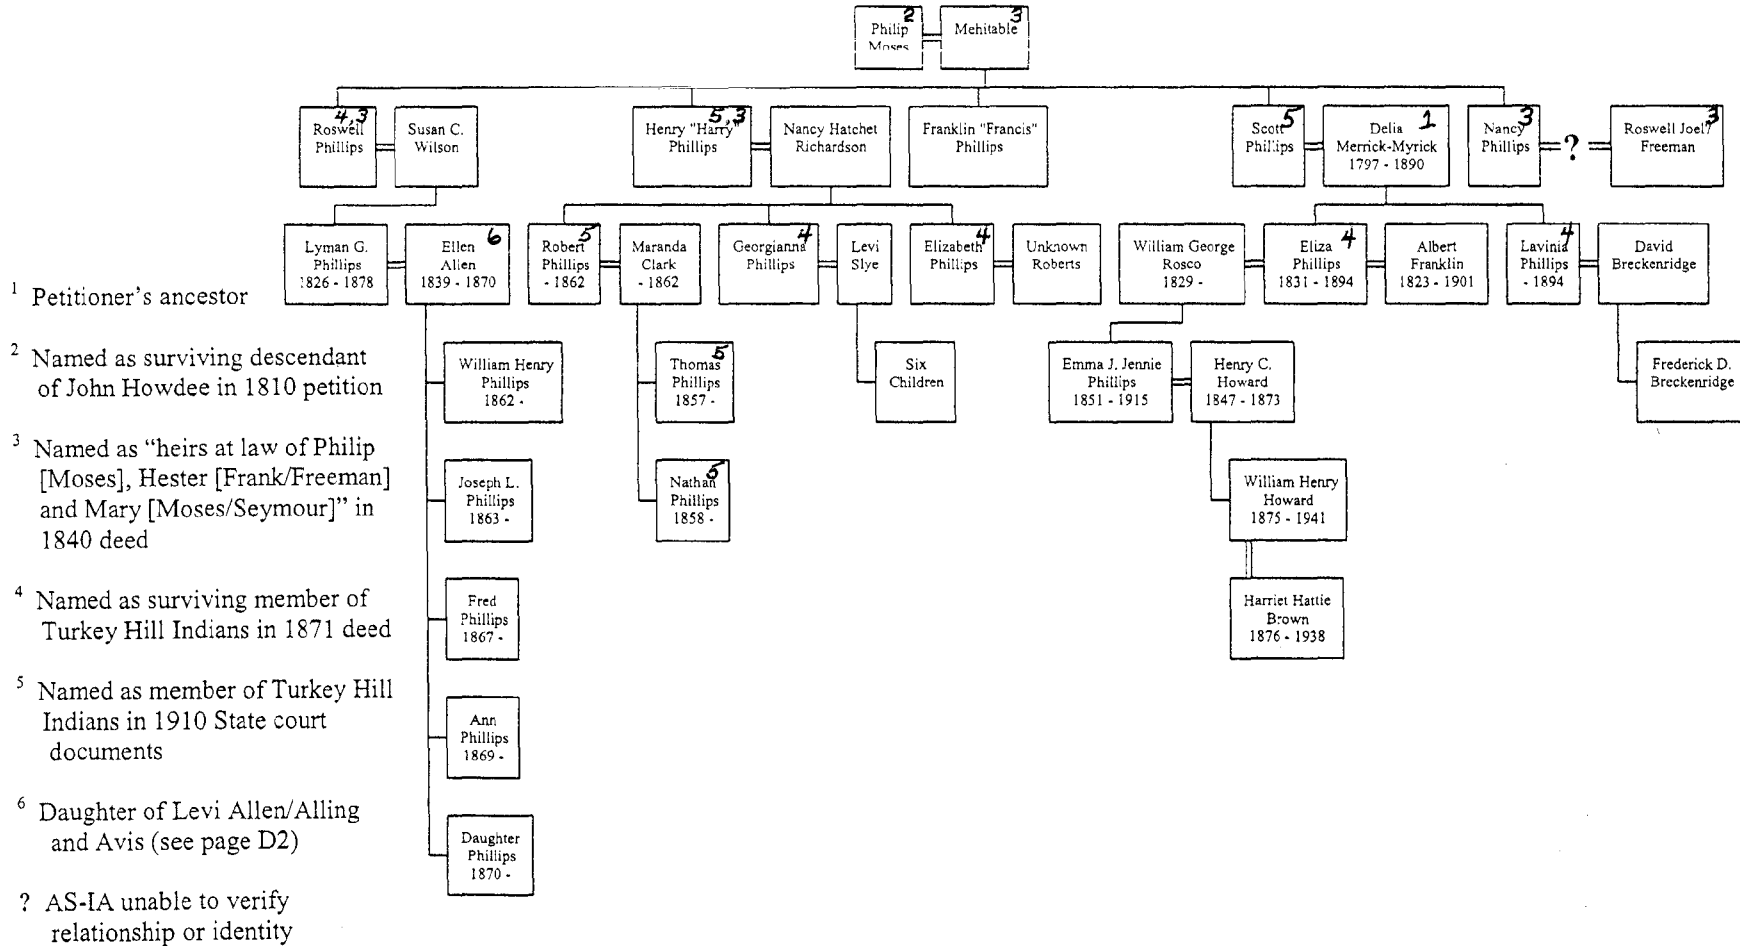 2
Philip
Moses
3
Mehitable
4, 3
Roswell
Phillips
Susan C.
Wilson
5, 3
Henry "Harry"
Phillips
Nancy Hatchet
Richardson
Franklin "Francis"
Phillips
5
Scott
Phillips
1
Delia
Merrick-Myrick
1797 - 1890
3
Nancy
Phillips
?
3
Roswell Joel/
Freeman
Lyman G.
Phillips
1826 - 1878
6
Ellen
Allen
1839 - 1870
5
Robert
Phillips
- 1862
Maranda
Clark
- 1862
4
Georgianna
Phillips
Levi
Slye
4
Elizabeth
Phillips
Unknown
Roberts
William George
Rosco
1829 -
4
Eliza
Phillips
1831 - 1894
Albert
Franklin
1823 - 1901
4
Lavinia
Phillips
- 1894
David
Breckenridge
William Henry
Phillips
1862 -
5
Thomas
Phillips
1857 -
Six
Children
Emma J. Jennie
Phillips
1851 - 1915
Henry C.
Howard
1847 - 1873
Frederick D.
Breckenridge
Joseph L.
Phillips
1863 -
5
Nathan
Phillips
1858 -
William Henry
Howard
1875 - 1941
Fred
Phillips
1867 -
Harriet Hattie
Brown
1876 - 1938
Ann
Phillips
1869 -
Daughter
Phillips
1870 -
1 Petitioner's ancestor
2 Named as surviving descendant
of John Howdee in 1810 petition
3 Named as "heirs at law of Philip
[Moses], Hester [Frank/Freeman]
and Mary [Moses/Seymour]" in
1840 deed
4 Named as surviving member of
Turkey Hill Indians in 1871 deed
5 Named as member of Turkey Hill
Indians in 1910 State court
documents
6 Daughter of Levi Allen/Alling
and Avis (see page D2)
? AS-IA unable to verify
relationship or identity